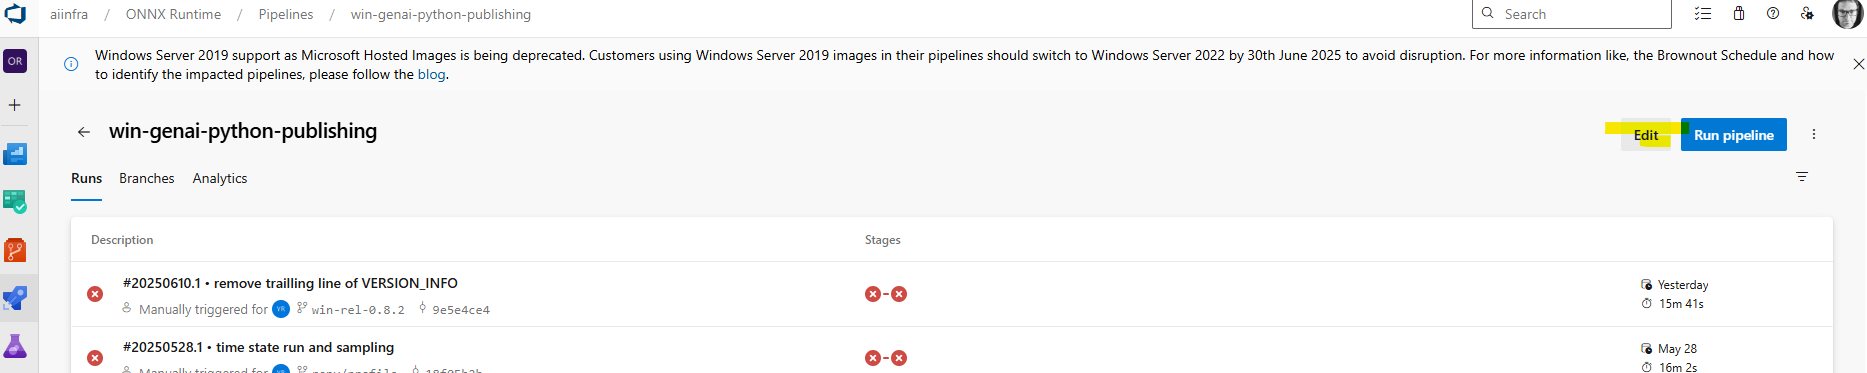 aiinfra / ONNX Runtime / Pipelines / win-genai-python-publishing
Search
OR
Windows Server 2019 support as Microsoft Hosted Images is being deprecated. Customers using Windows Server 2019 images in their pipelines should switch to Windows Server 2022 by 30th June 2025 to avoid disruption. For more information like, the Brownout Schedule and how
to identify the impacted pipelines, please follow the blog.
win-genai-python-publishing
Edit
Run pipeline
Runs Branches Analytics
Description Stages
#20250610.1 • remove trailling line of VERSION_INFO
Yesterday
Manually triggered for YR win-rel-0.8.2 9e5e4ce4
15m 41s
#20250528.1 • time state run and sampling
May 28
Manually triggered for
16m 2s